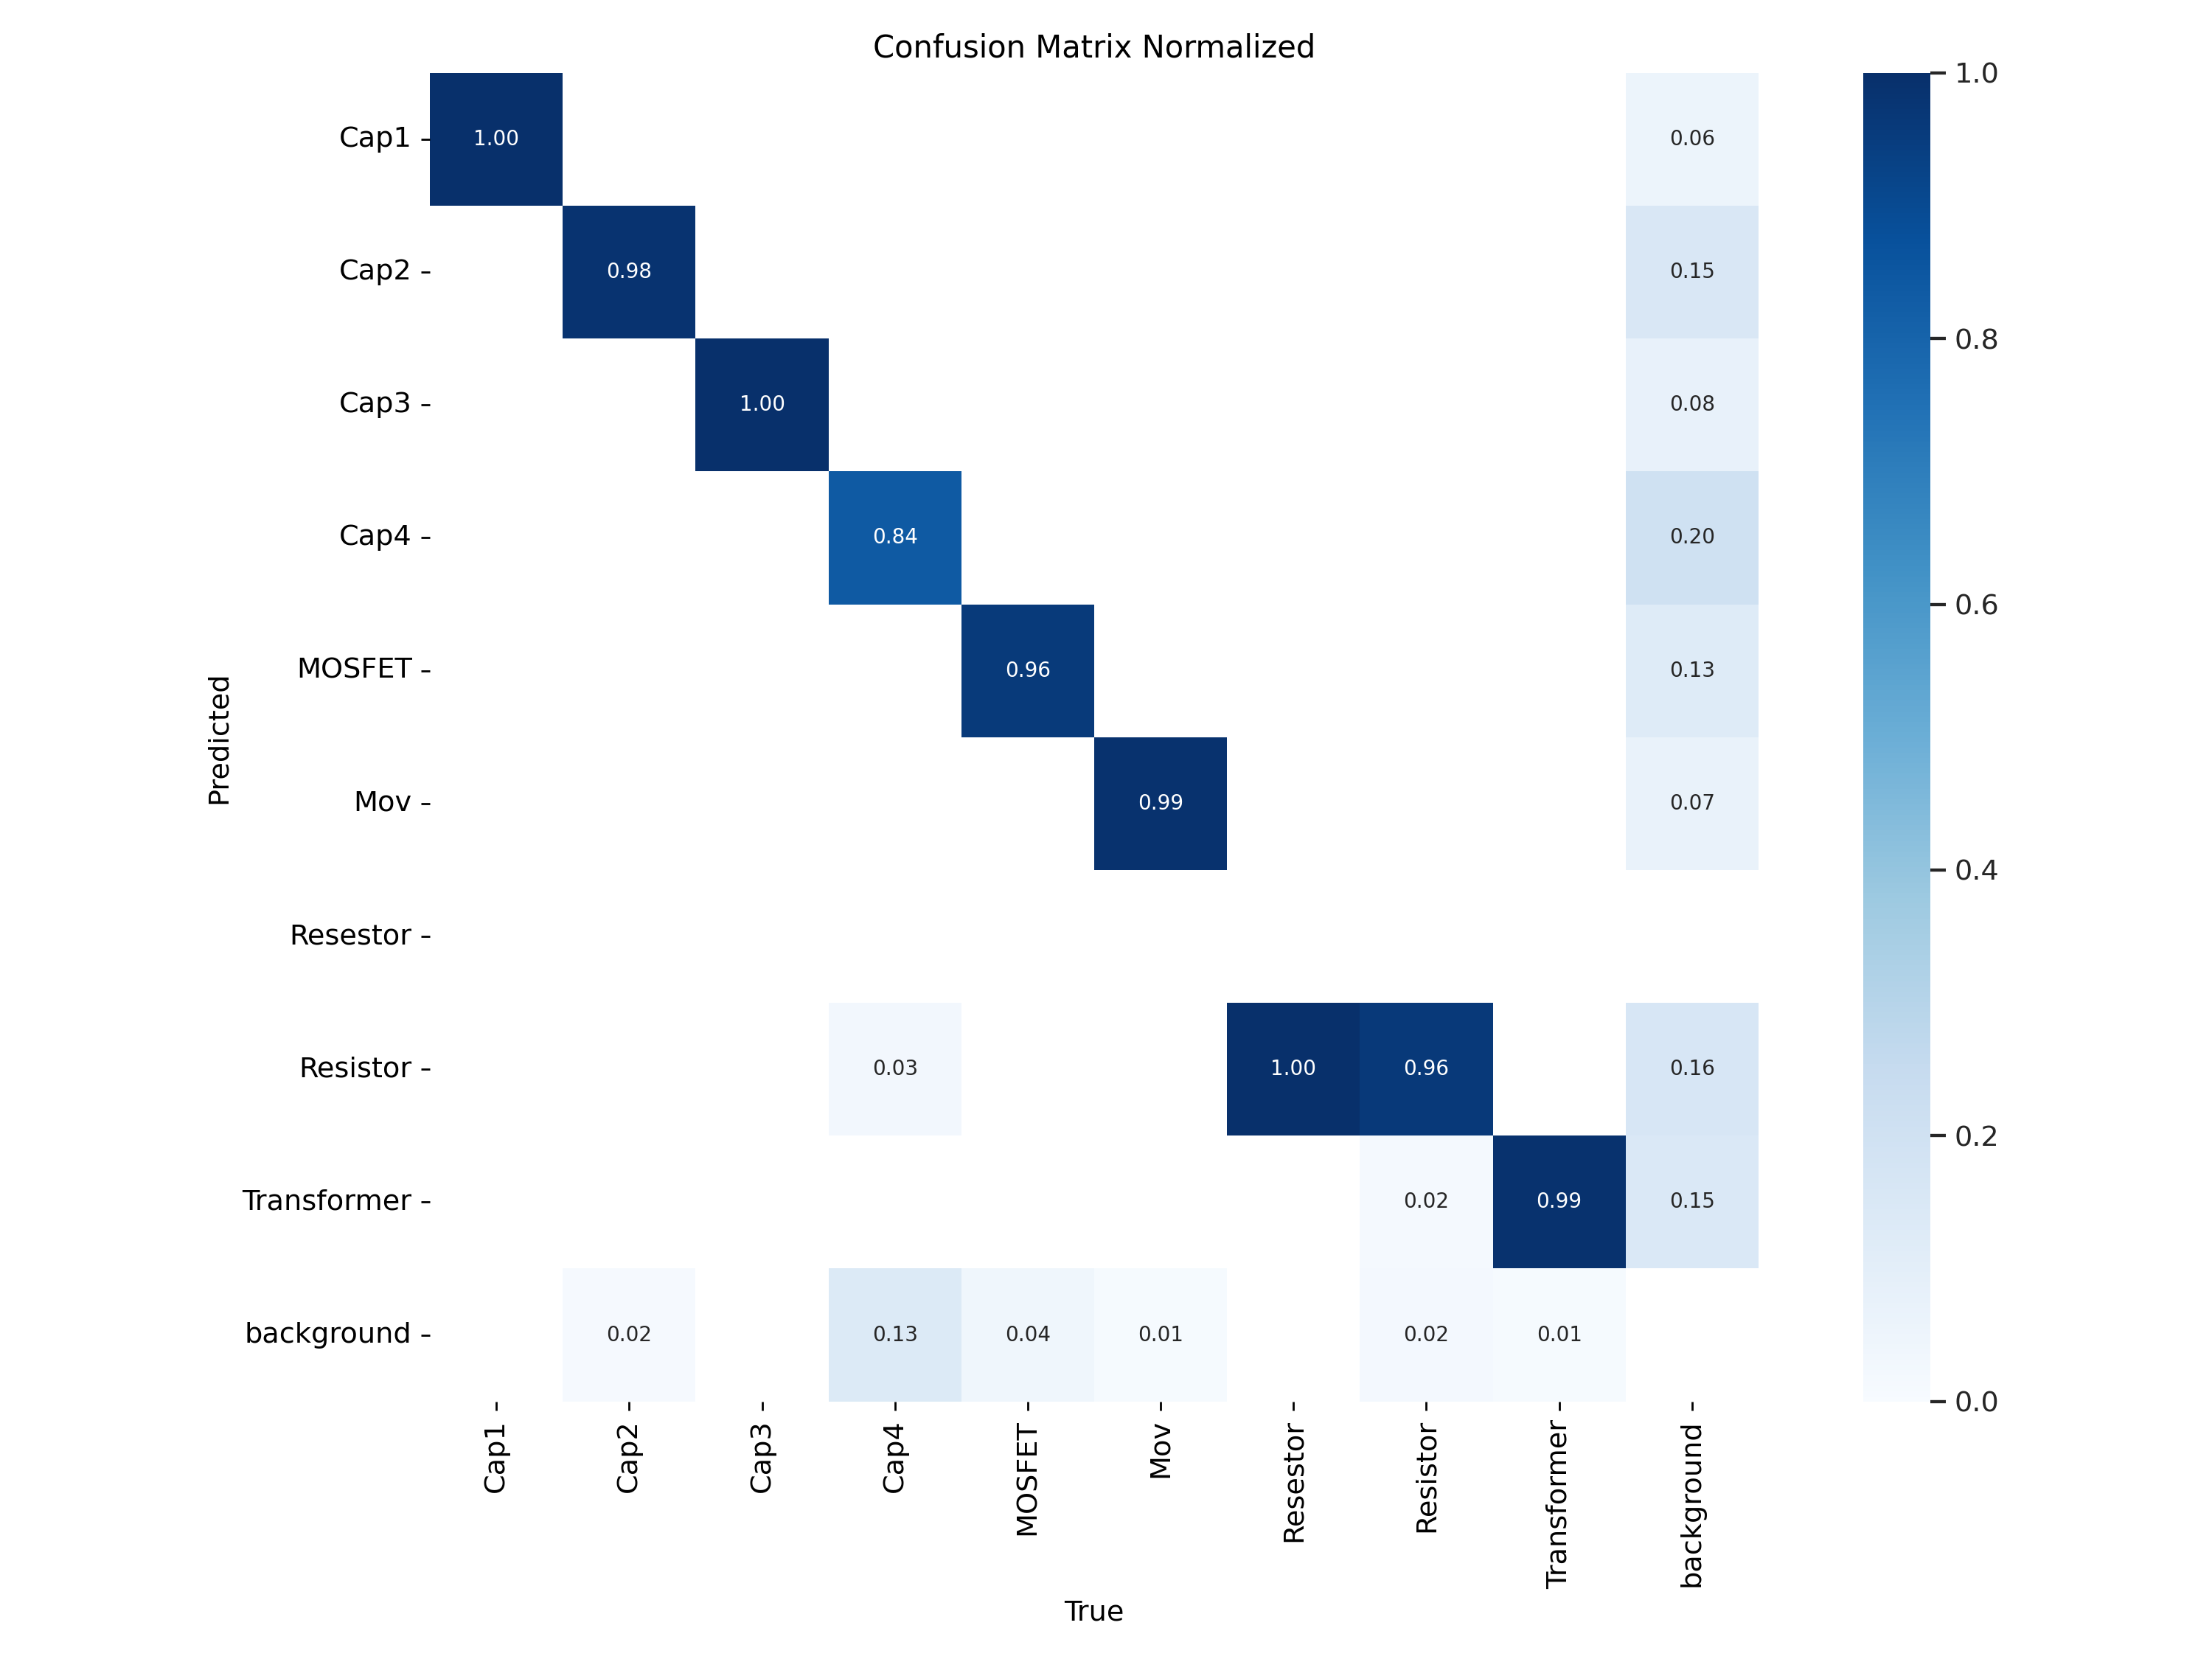 Confusion Matrix Normalized
Cap1 1.00 0.06
Cap2 0.98 0.15
Cap3 1.00 0.08
Cap4 0.84 0.20
MOSFET 0.96 0.13
Mov 0.99 0.07
Resestor
Resistor 0.03 1.00 0.96 0.16
Transformer 0.02 0.99 0.15
background 0.02 0.13 0.04 0.01 0.02 0.01
Predicted
Cap1 Cap2 Cap3 Cap4 MOSFET Mov Resestor Resistor Transformer background
True
1.0
0.8
0.6
0.4
0.2
0.0